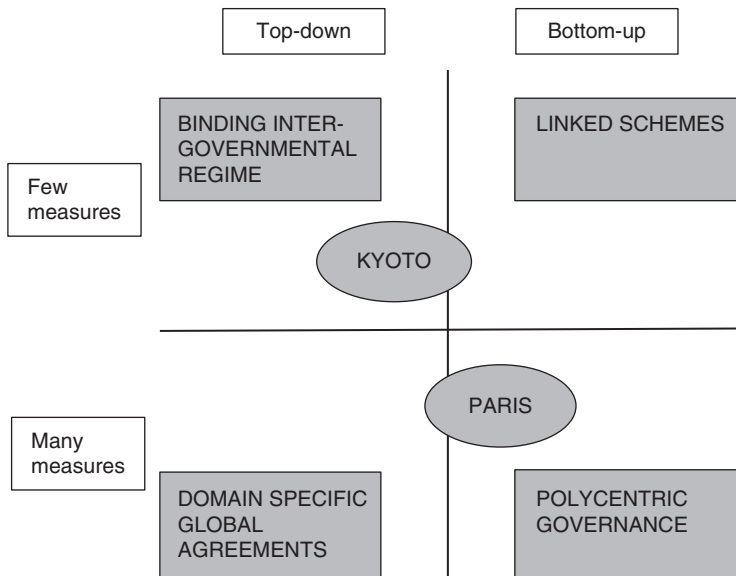 Top-down
Bottom-up
BINDING INTER-
GOVERNMENTAL
REGIME
LINKED SCHEMES
Few
measures
KYOTO
PARIS
Many
measures
DOMAIN SPECIFIC
GLOBAL
AGREEMENTS
POLYCENTRIC
GOVERNANCE